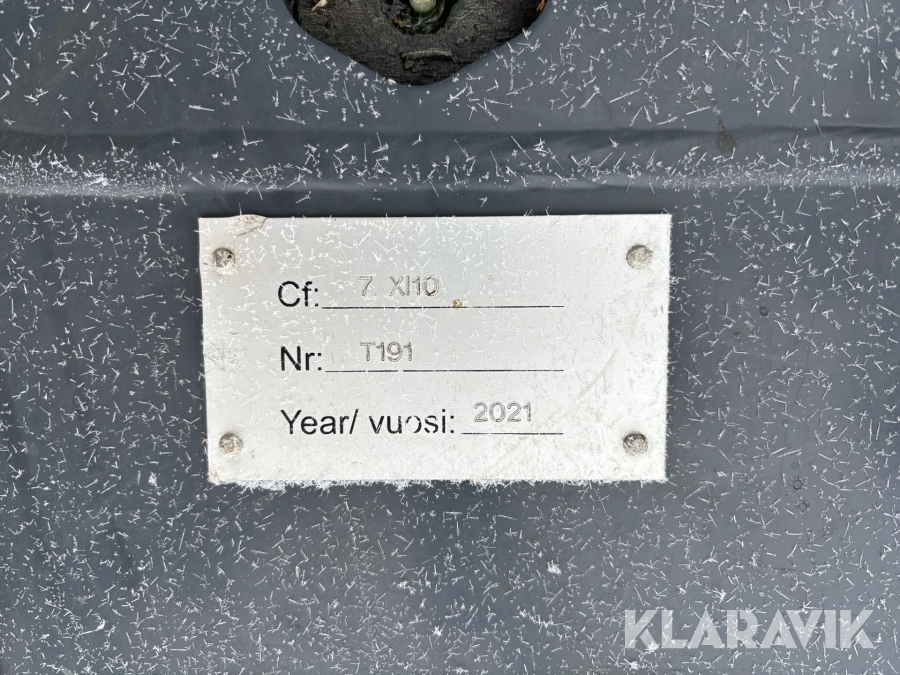 Cf: 7 XI10
Nr: T191
Year/ vuosi: 2021
KLARAVIK